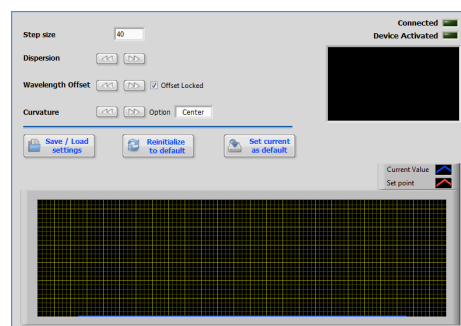 Connected
Step size 40
Device Activated
Dispersion
Wavelength Offset Offset Locked
Curvature Option Center
Save / Load
settings
Reinitialize
to default
Set current
as default
Current Value
Set point